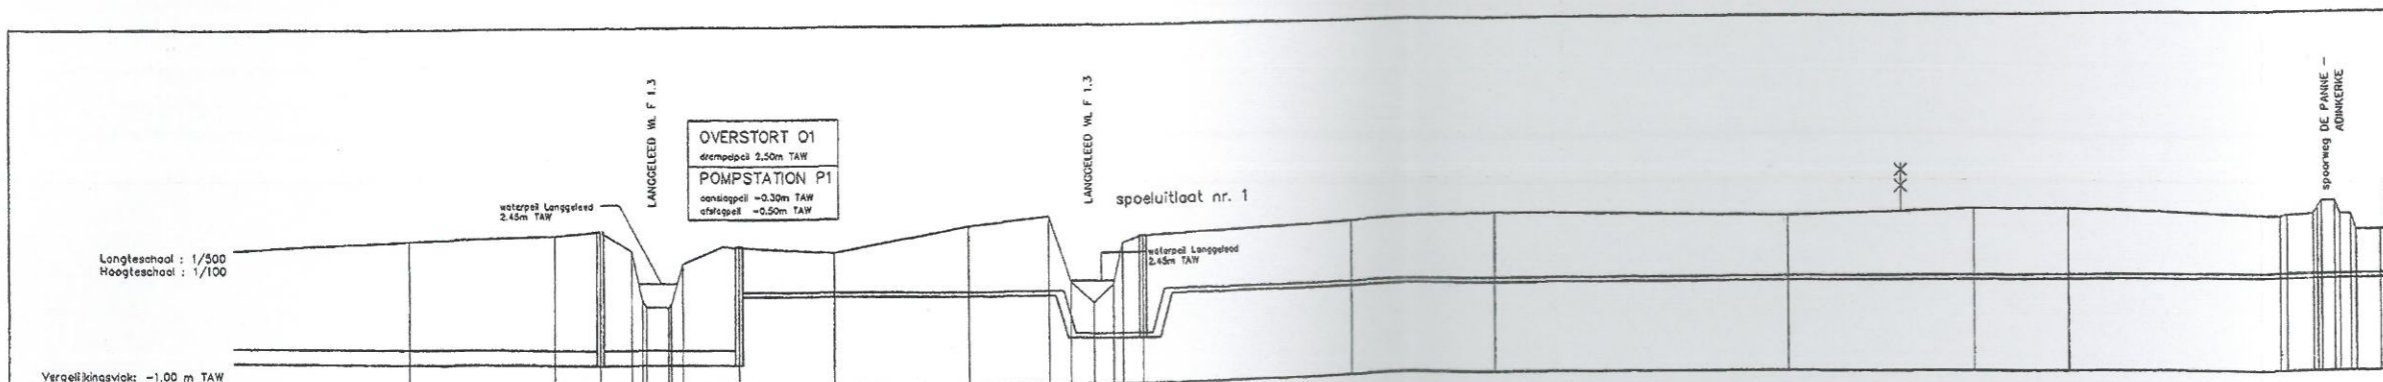 LANGGELEED WL F 1.3
OVERSTORT O1
drempelpeil 2.50m TAW
POMPSTATION P1
aanslagpeil -0.30m TAW
afslagpeil -0.50m TAW
waterpeil Langgeleed
2.45m TAW
LANGGELEED WL F 1.3
spoeluitlaat nr. 1
waterpeil Langgeleed
2.45m TAW
spoorweg DE PANNE -
ADINKERKE
Lengteschaal : 1/500
Hoogteschaal : 1/100
Vergelijkingsvlak: -1.00 m TAW